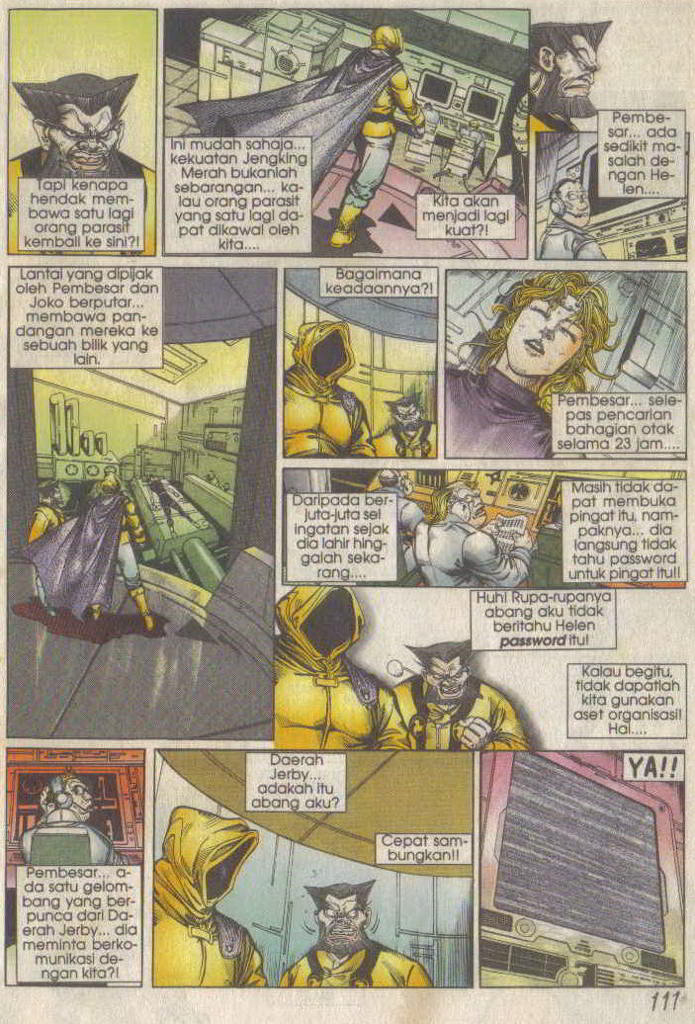 Tapi kenapa
hendak mem-
bawa satu lagi
orang parasit
kembali ke sini?!
Ini mudah sahaja...
kekuatan Jengking
Merah bukanlah
sebarangan... ka-
lau orang parasit
yang satu lagi da-
pat dikawal oleh
kita....
Kita akan
menjadi lagi
kuat?!
Pembe-
sar... ada
sedikit ma-
salah de-
ngan He-
len....
Lantai yang dipijak
oleh Pembesar dan
Joko berputar...
membawa pan-
dangan mereka ke
sebuah bilik yang
lain.
Bagaimana
keadaannya?!
Pembesar... sele-
pas pencarian
bahagian otak
selama 23 jam....
Daripada ber-
juta-juta sel
ingatan sejak
dia lahir hing-
galah seka-
rang....
Masih tidak da-
pat membuka
pingat itu, nam-
paknya... dia
langsung tidak
tahu password
untuk pingat itu!!
Huh! Rupa-rupanya
abang aku tidak
beritahu Helen
password itu!
Kalau begitu,
tidak dapatlah
kita gunakan
aset organisasi!
Hai....
Pembesar... a-
da satu gelom-
bang yang ber-
punca dari Da-
erah Jerby... dia
meminta berko-
munikasi de-
ngan kita?!
Daerah
Jerby...
adakah itu
abang aku?
Cepat sam-
bungkan!!
YA!!
111